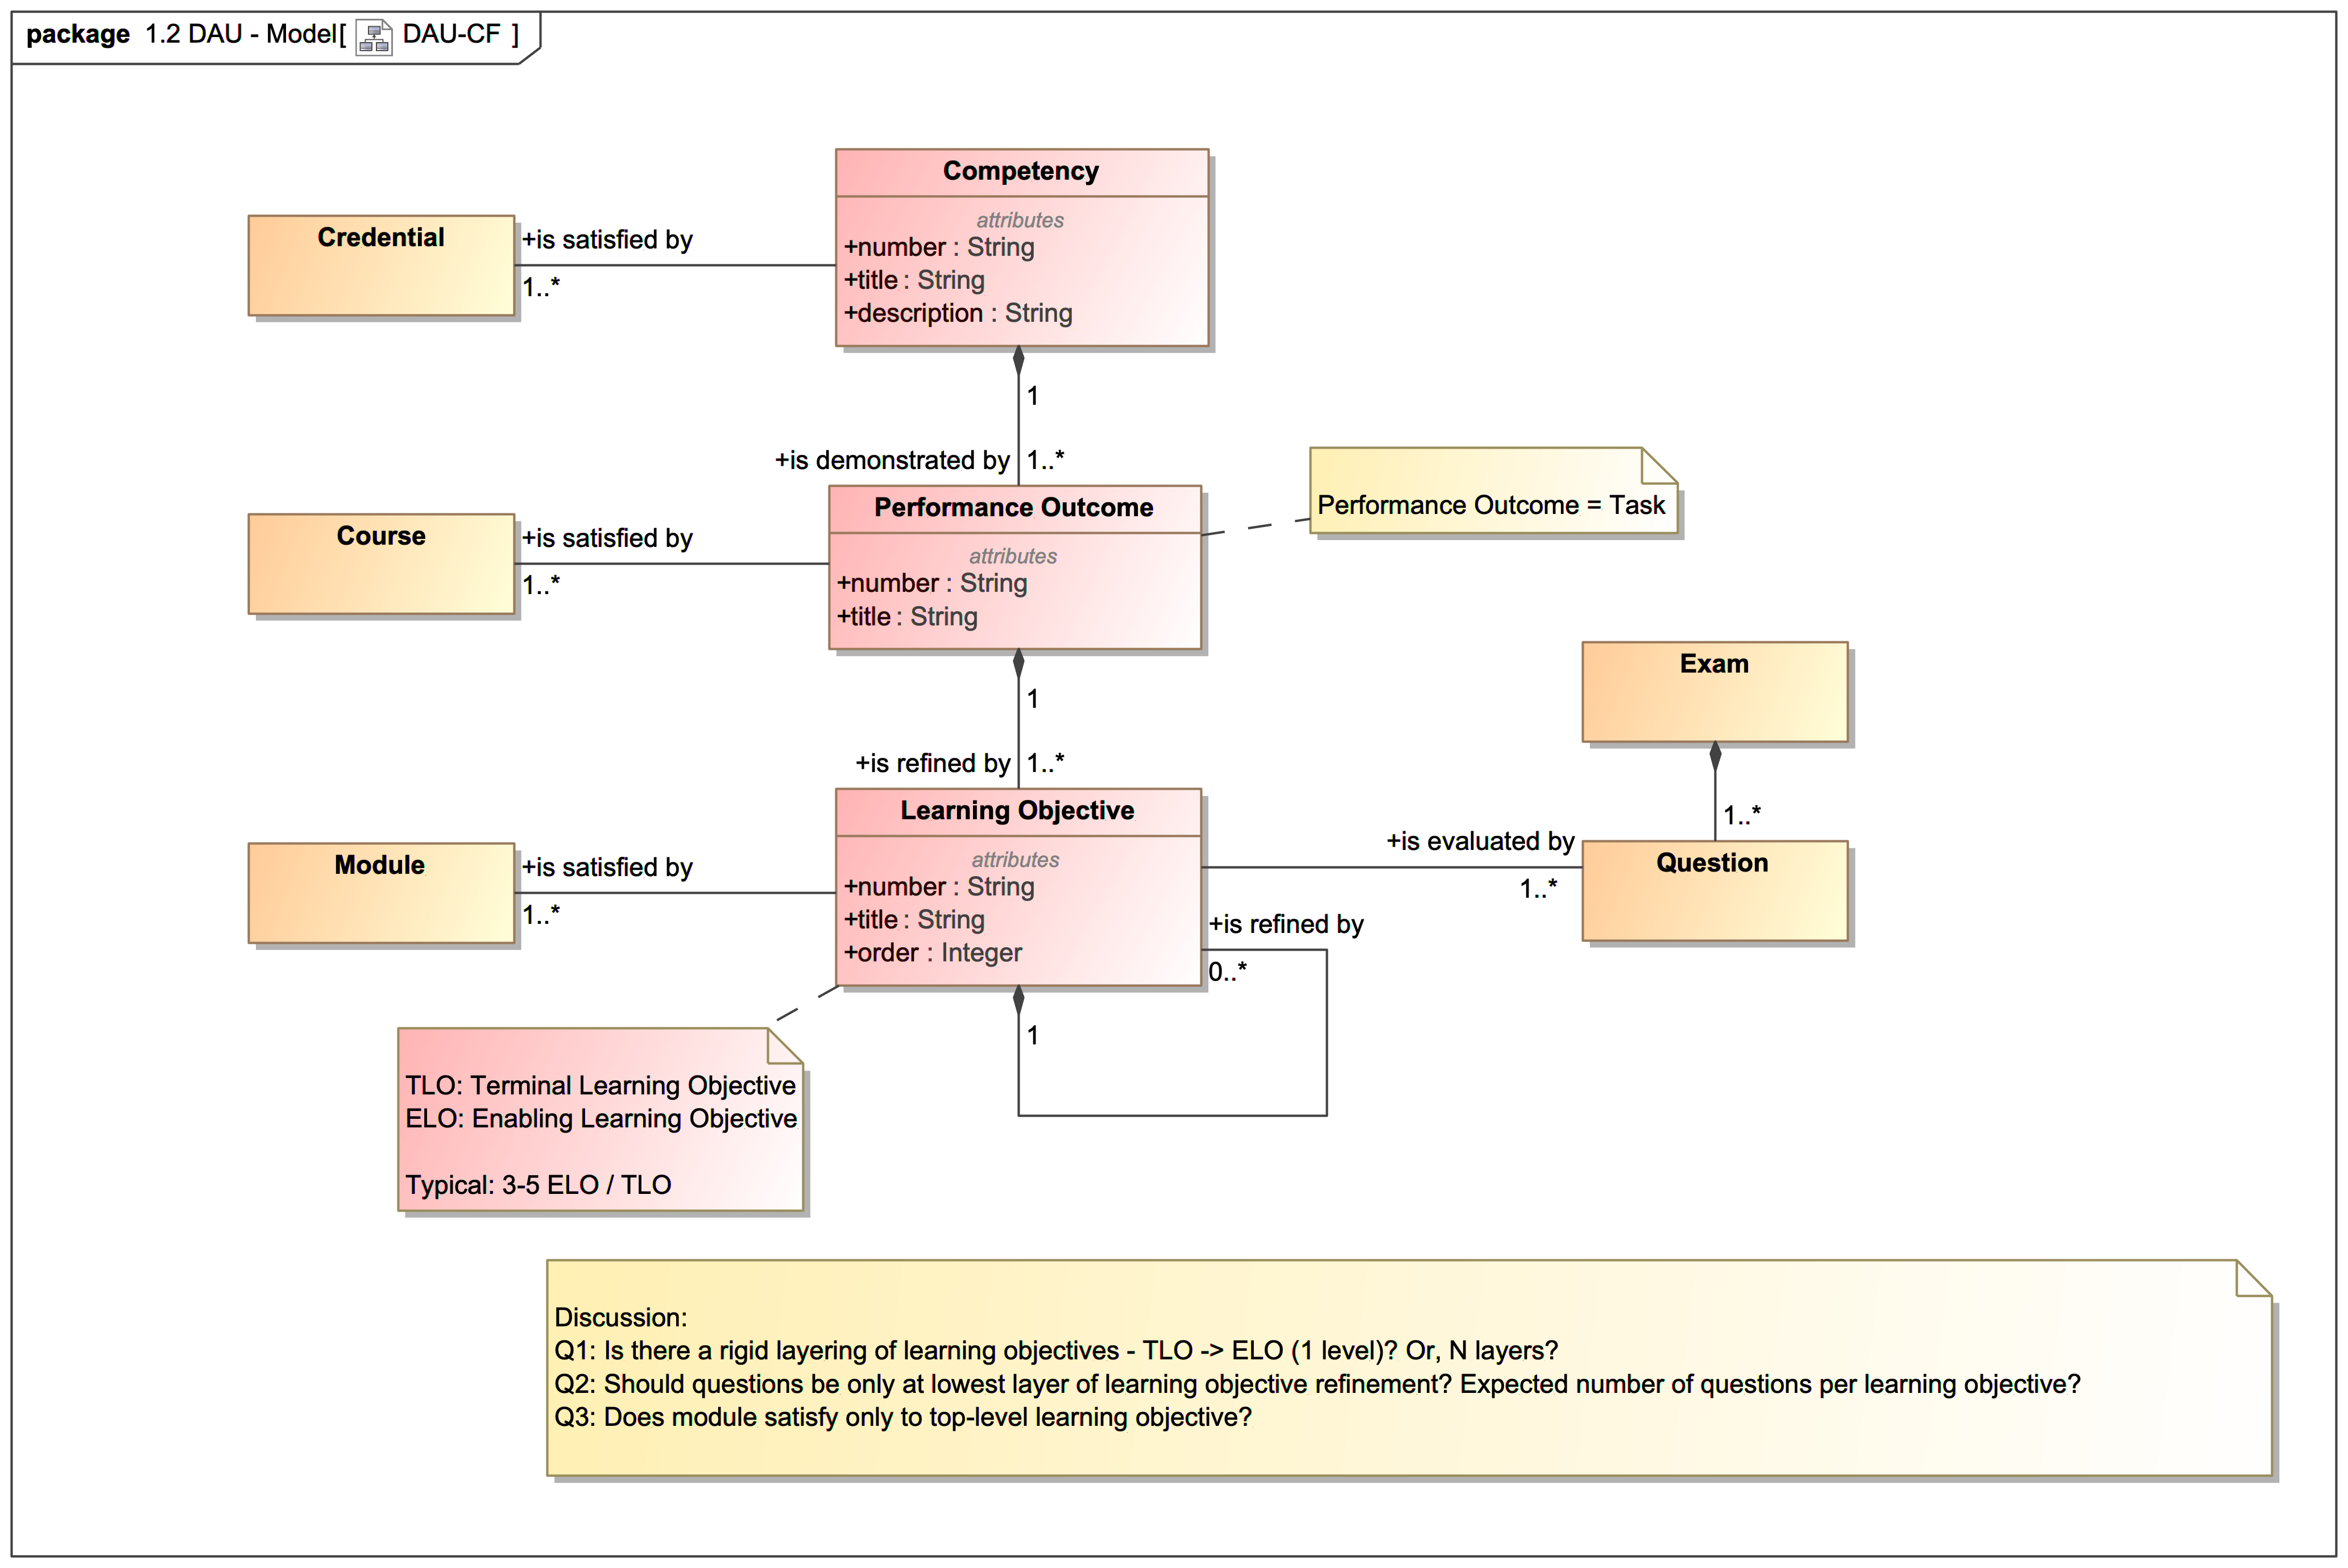 package 1.2 DAU - Model[ DAU-CF ]
Competency
attributes
+number : String
+title : String
+description : String
Credential
+is satisfied by
1..*
1
+is demonstrated by
1..*
Performance Outcome
attributes
+number : String
+title : String
Performance Outcome = Task
Course
+is satisfied by
1..*
1
+is refined by
1..*
Exam
1..*
Learning Objective
attributes
+number : String
+title : String
+order : Integer
Module
+is satisfied by
1..*
+is evaluated by
1..*
Question
+is refined by
0..*
1
TLO: Terminal Learning Objective
ELO: Enabling Learning Objective
Typical: 3-5 ELO / TLO
Discussion:
Q1: Is there a rigid layering of learning objectives - TLO -> ELO (1 level)? Or, N layers?
Q2: Should questions be only at lowest layer of learning objective refinement? Expected number of questions per learning objective?
Q3: Does module satisfy only to top-level learning objective?